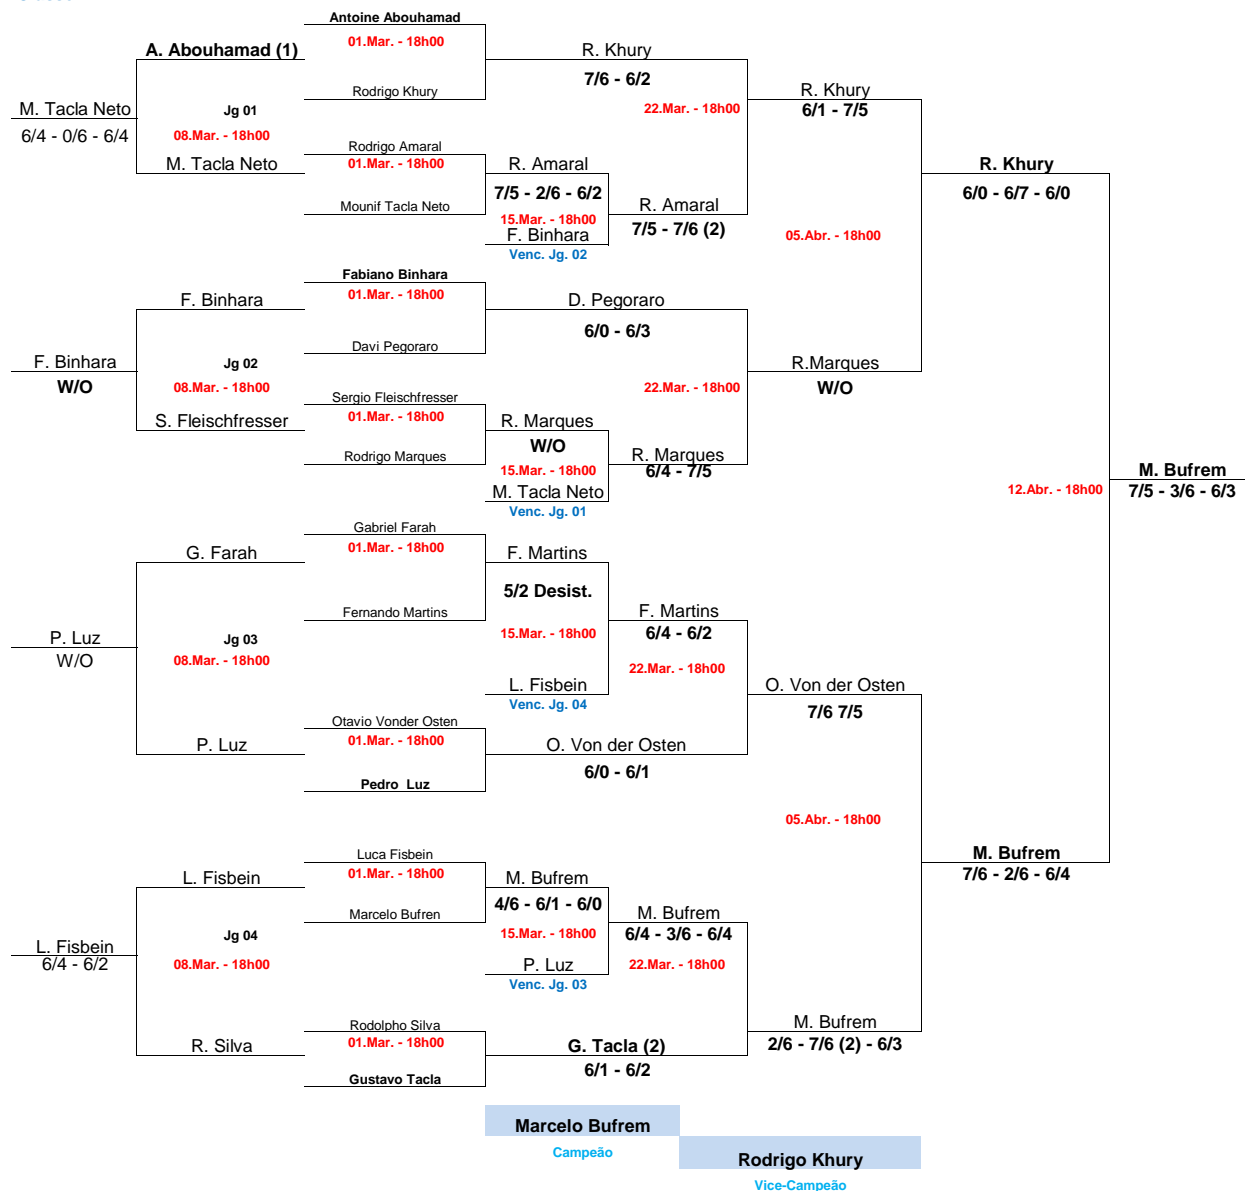 Antoine Abouhamad
01.Mar. - 18h00
A. Abouhamad (1)
R. Khury
7/6 - 6/2
Rodrigo Khury
R. Khury
M. Tacla Neto
Jg 01
22.Mar. - 18h00
6/1 - 7/5
6/4 - 0/6 - 6/4
08.Mar. - 18h00
Rodrigo Amaral
M. Tacla Neto
01.Mar. - 18h00
R. Amaral
R. Khury
7/5 - 2/6 - 6/2
6/0 - 6/7 - 6/0
Mounif Tacla Neto
R. Amaral
15.Mar. - 18h00
7/5 - 7/6 (2)
F. Binhara
05.Abr. - 18h00
Venc. Jg. 02
Fabiano Binhara
01.Mar. - 18h00
F. Binhara
D. Pegoraro
6/0 - 6/3
Davi Pegoraro
F. Binhara
Jg 02
R.Marques
W/O
08.Mar. - 18h00
22.Mar. - 18h00
W/O
Sergio Fleischfresser
01.Mar. - 18h00
S. Fleischfresser
R. Marques
W/O
Rodrigo Marques
R. Marques
15.Mar. - 18h00
6/4 - 7/5
M. Bufrem
M. Tacla Neto
12.Abr. - 18h00
7/5 - 3/6 - 6/3
Venc. Jg. 01
Gabriel Farah
01.Mar. - 18h00
G. Farah
F. Martins
5/2 Desist.
Fernando Martins
F. Martins
P. Luz
Jg 03
15.Mar. - 18h00
6/4 - 6/2
W/O
08.Mar. - 18h00
22.Mar. - 18h00
L. Fisbein
O. Von der Osten
Venc. Jg. 04
7/6 7/5
Otavio Vonder Osten
01.Mar. - 18h00
P. Luz
O. Von der Osten
6/0 - 6/1
Pedro Luz
05.Abr. - 18h00
Luca Fisbein
M. Bufrem
01.Mar. - 18h00
7/6 - 2/6 - 6/4
L. Fisbein
M. Bufrem
4/6 - 6/1 - 6/0
Marcelo Bufren
M. Bufrem
Jg 04
15.Mar. - 18h00
6/4 - 3/6 - 6/4
L. Fisbein
6/4 - 6/2
08.Mar. - 18h00
P. Luz
22.Mar. - 18h00
Venc. Jg. 03
Rodolpho Silva
M. Bufrem
01.Mar. - 18h00
R. Silva
G. Tacla (2)
2/6 - 7/6 (2) - 6/3
6/1 - 6/2
Gustavo Tacla
Marcelo Bufrem
Campeão
Rodrigo Khury
Vice-Campeão